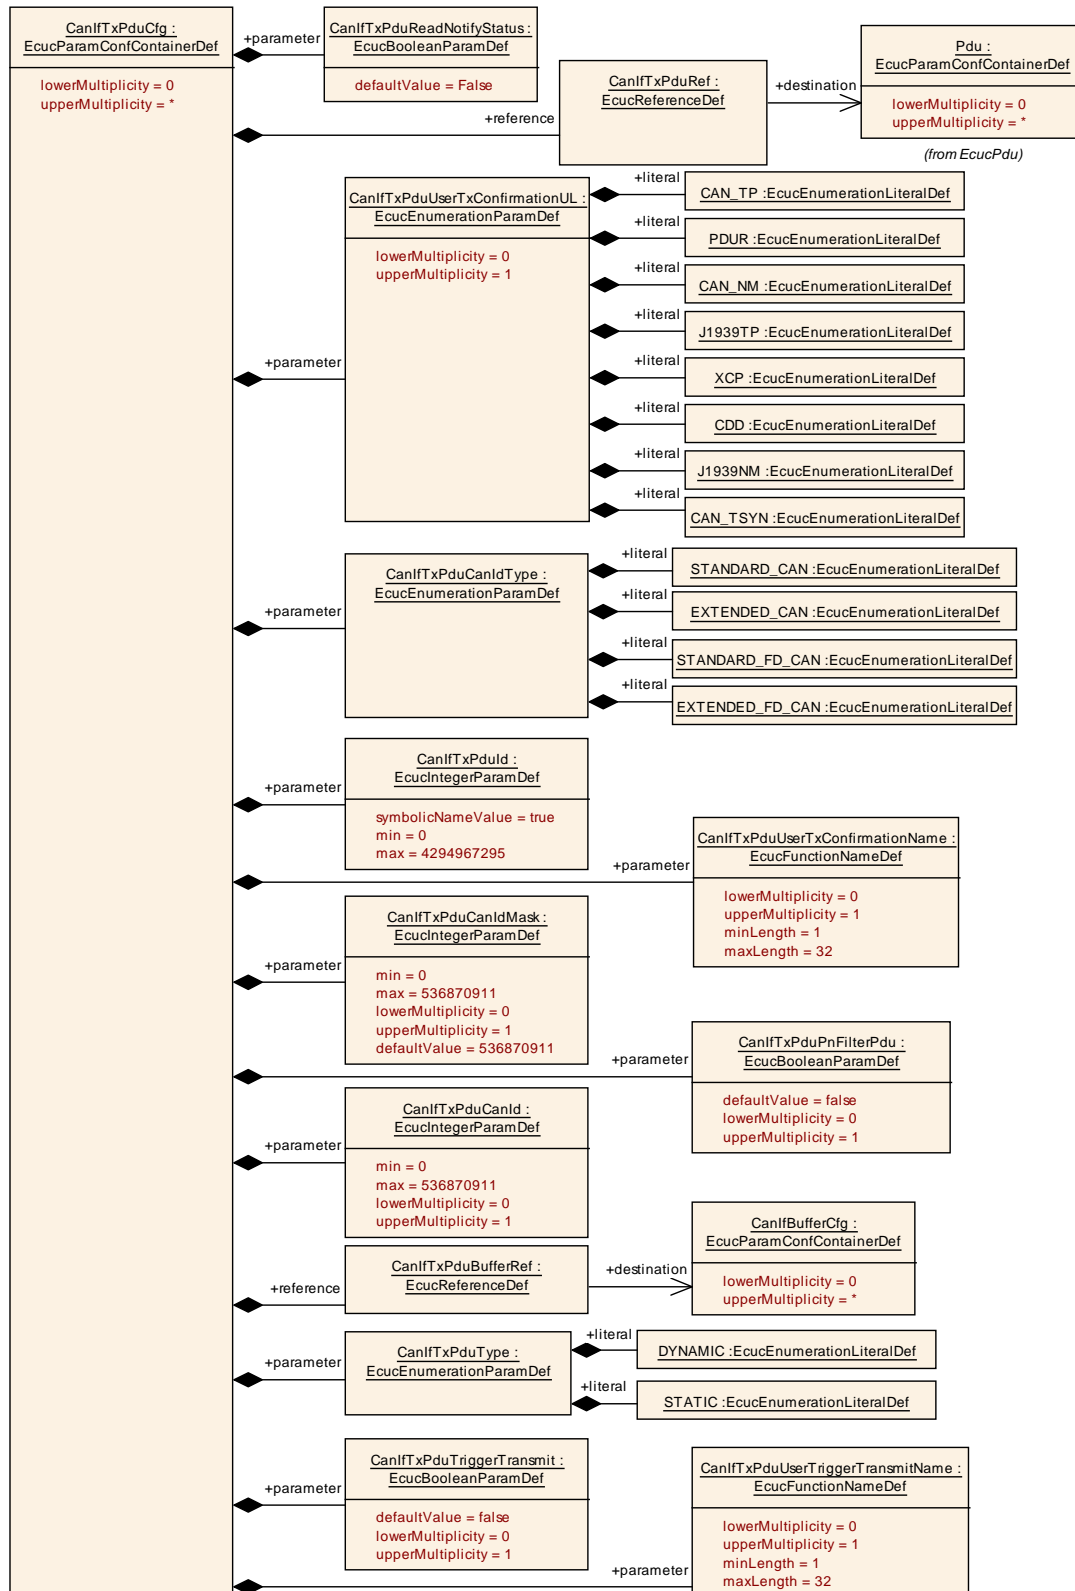 CanIfTxPduCfg :
EcucParamConfContainerDef
lowerMultiplicity = 0
upperMultiplicity = *
+parameter
CanIfTxPduReadNotifyStatus :
EcucBooleanParamDef
defaultValue = False
+reference
CanIfTxPduRef :
EcucReferenceDef
+destination
Pdu :
EcucParamConfContainerDef
lowerMultiplicity = 0
upperMultiplicity = *
(from EcucPdu)
+parameter
CanIfTxPduUserTxConfirmationUL :
EcucEnumerationParamDef
lowerMultiplicity = 0
upperMultiplicity = 1
+literal
CAN_TP :EcucEnumerationLiteralDef
+literal
PDUR :EcucEnumerationLiteralDef
+literal
CAN_NM :EcucEnumerationLiteralDef
+literal
J1939TP :EcucEnumerationLiteralDef
+literal
XCP :EcucEnumerationLiteralDef
+literal
CDD :EcucEnumerationLiteralDef
+literal
J1939NM :EcucEnumerationLiteralDef
+literal
CAN_TSYN :EcucEnumerationLiteralDef
+parameter
CanIfTxPduCanIdType :
EcucEnumerationParamDef
+literal
STANDARD_CAN :EcucEnumerationLiteralDef
+literal
EXTENDED_CAN :EcucEnumerationLiteralDef
+literal
STANDARD_FD_CAN :EcucEnumerationLiteralDef
+literal
EXTENDED_FD_CAN :EcucEnumerationLiteralDef
+parameter
CanIfTxPduId :
EcucIntegerParamDef
symbolicNameValue = true
min = 0
max = 4294967295
+parameter
CanIfTxPduUserTxConfirmationName :
EcucFunctionNameDef
lowerMultiplicity = 0
upperMultiplicity = 1
minLength = 1
maxLength = 32
+parameter
CanIfTxPduCanIdMask :
EcucIntegerParamDef
min = 0
max = 536870911
lowerMultiplicity = 0
upperMultiplicity = 1
defaultValue = 536870911
+parameter
CanIfTxPduPnFilterPdu :
EcucBooleanParamDef
defaultValue = false
lowerMultiplicity = 0
upperMultiplicity = 1
+parameter
CanIfTxPduCanId :
EcucIntegerParamDef
min = 0
max = 536870911
lowerMultiplicity = 0
upperMultiplicity = 1
+reference
CanIfTxPduBufferRef :
EcucReferenceDef
+destination
CanIfBufferCfg :
EcucParamConfContainerDef
lowerMultiplicity = 0
upperMultiplicity = *
+parameter
CanIfTxPduType :
EcucEnumerationParamDef
+literal
DYNAMIC :EcucEnumerationLiteralDef
+literal
STATIC :EcucEnumerationLiteralDef
+parameter
CanIfTxPduTriggerTransmit :
EcucBooleanParamDef
defaultValue = false
lowerMultiplicity = 0
upperMultiplicity = 1
+parameter
CanIfTxPduUserTriggerTransmitName :
EcucFunctionNameDef
lowerMultiplicity = 0
upperMultiplicity = 1
minLength = 1
maxLength = 32